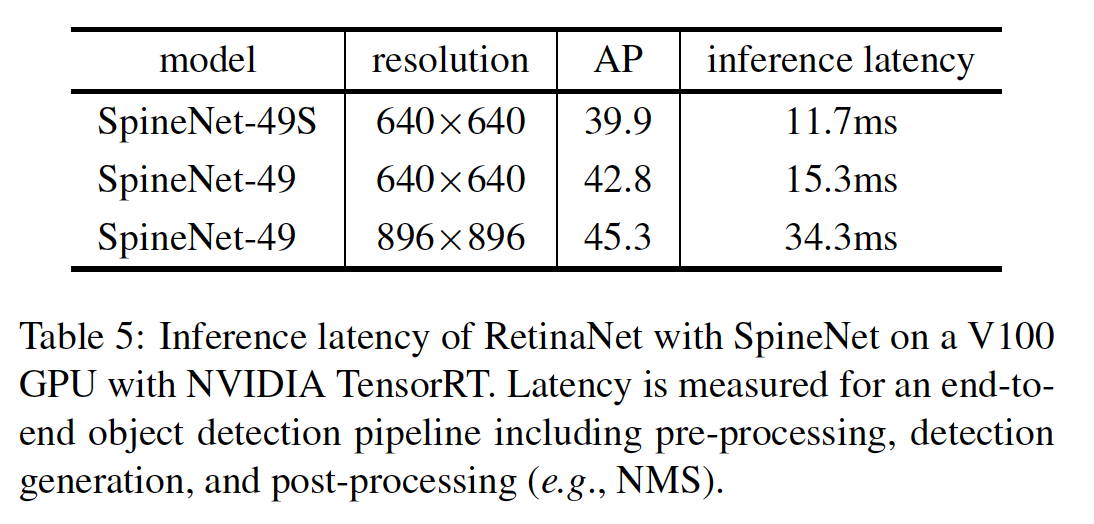 model resolution AP inference latency
SpineNet-49S 640×640 39.9 11.7ms
SpineNet-49 640×640 42.8 15.3ms
SpineNet-49 896×896 45.3 34.3ms
Table 5: Inference latency of RetinaNet with SpineNet on a V100
GPU with NVIDIA TensorRT. Latency is measured for an end-to-
end object detection pipeline including pre-processing, detection
generation, and post-processing (e.g., NMS).